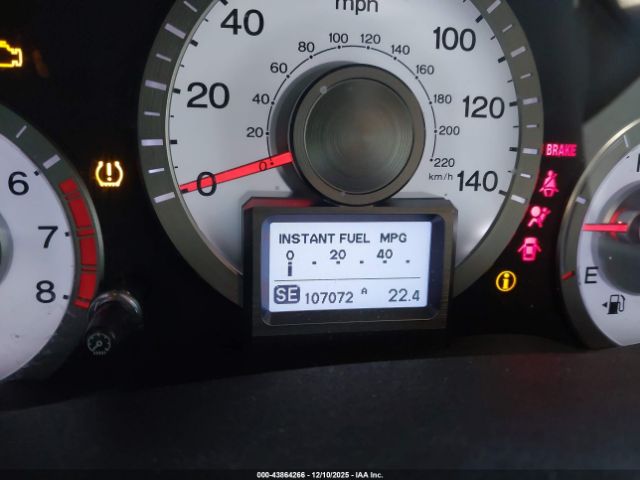 mph
0 20 40 100 120 140
20 40 60 80 100 120 140 160 180 200 220
0
km/h
6
7
8
BRAKE
INSTANT FUEL MPG
0 20 40
SE 107072 A 22.4
E
000-43864266 - 12/10/2025 - IAA Inc.